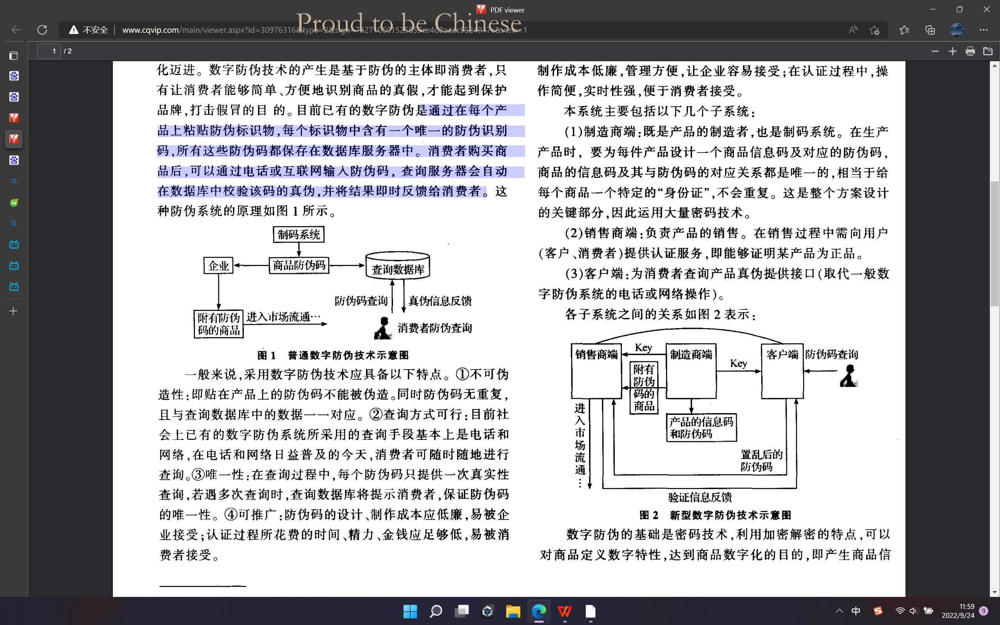 PDF viewer
Proud to be Chinese
不安全
1 / 2
化迈进。数字防伪技术的产生是基于防伪的主体即消费者,只
有让消费者能够简单、方便地识别商品的真假,才能起到保护
品牌,打击假冒的目 的。目前已有的数字防伪是通过在每个产
品上粘贴防伪标识物,每个标识物中含有一个唯一的防伪识别
码,所有这些防伪码都保存在数据库服务器中。消费者购买商
品后,可以通过电话或互联网输入防伪码,查询服务器会自动
在数据库中校验该码的真伪,并将结果即时反馈给消费者。这
种防伪系统的原理如图 1 所示。
制码系统
企业
商品防伪码
查询数据库
防伪码查询
真伪信息反馈
附有防伪
码的商品
进入市场流通…
消费者防伪查询
图 1 普通数字防伪技术示意图
一般来说,采用数字防伪技术应具备以下特点。①不可伪
造性:即贴在产品上的防伪码不能被伪造。同时防伪码无重复,
且与查询数据库中的数据一一对应。②查询方式可行:目前社
会上已有的数字防伪系统所采用的查询手段基本上是电话和
网络,在电话和网络日益普及的今天,消费者可随时随地进行
查询。③唯一性:在查询过程中,每个防伪码只提供一次真实性
查询,若遇多次查询时,查询数据库将提示消费者,保证防伪码
的唯一性。④可推广:防伪码的设计、制作成本应低廉,易被企
业接受;认证过程所花费的时间、精力、金钱应足够低,易被消
费者接受。
制作成本低廉,管理方便,让企业容易接受;在认证过程中,操
作简便,实时性强,便于消费者接受。
本系统主要包括以下几个子系统:
(1)制造商端:既是产品的制造者,也是制码系统。在生产
产品时,要为每件产品设计一个商品信息码及对应的防伪码,
商品的信息码及其与防伪码的对应关系都是唯一的,相当于给
每个商品一个特定的“身份证”,不会重复。这是整个方案设计
的关键部分,因此运用大量密码技术。
(2)销售商端:负责产品的销售。在销售过程中需向用户
(客户、消费者)提供认证服务,即能够证明某产品为正品。
(3)客户端:为消费者查询产品真伪提供接口(取代一般数
字防伪系统的电话或网络操作)。
各子系统之间的关系如图 2 表示:
销售商端
Key
制造商端
Key
客户端
防伪码查询
附有
防伪
码的
商品
进入市场流通…
产品的信息码
和防伪码
置乱后的
防伪码
验证信息反馈
图 2 新型数字防伪技术示意图
数字防伪的基础是密码技术,利用加密解密的特点,可以
对商品定义数字特性,达到商品数字化的目的,即产生商品信
中
11:59
2022/9/24
9